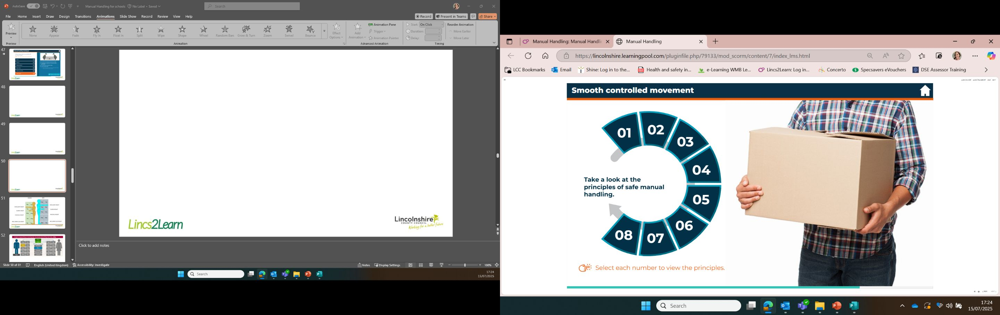 AutoSave
Manual Handling for schools
No Label • Saved
Search
File Home Insert Draw Design Transitions Animations Slide Show Record Review View Help
Record Present in Teams Share
Preview
None Appear Fade Fly In Float In Split Wipe Shape Wheel Random Bars Grow & Turn Zoom Swivel Bounce
Effect Options
Add Animation
Animation Pane
Trigger
Animation Painter
Start: On Click
Duration:
Delay:
Reorder Animation
Move Earlier
Move Later
Preview Animation Advanced Animation Timing
47
48
49
50
51
52
Lincs2Learn
Lincolnshire
COUNTY COUNCIL
Working for a better future
Click to add notes
Slide 50 of 81 English (United Kingdom) Accessibility: Investigate
Notes Display Settings 100%
Search
17:24
15/07/2025
Manual Handling: Manual Handli
Manual Handling
https://lincolnshire.learningpool.com/pluginfile.php/79133/mod_scorm/content/7/index_lms.html
LCC Bookmarks Email Shine: Log in to the... Health and safety in... e-Learning WMB Le... Lincs2Learn: Log in... Concerto Specsavers eVouchers DSE Assessor Training
Smooth controlled movement
01
02
03
04
05
06
07
08
Take a look at the
principles of safe manual
handling.
Select each number to view the principles.
Search
17:24
15/07/2025